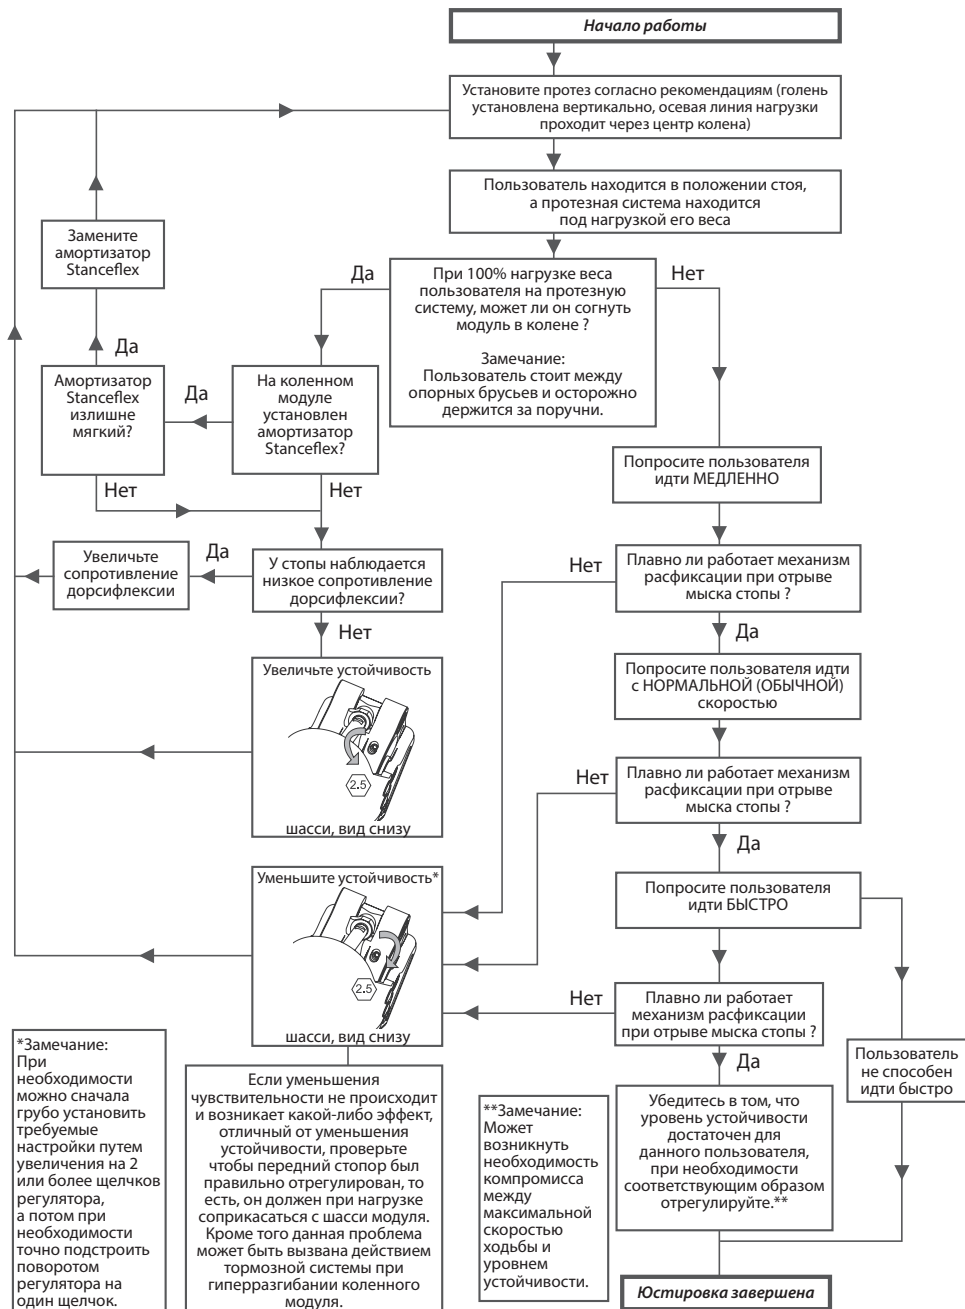 Начало работы
Установите протез согласно рекомендациям (голень
установлена вертикально, осевая линия нагрузки
проходит через центр колена)
Пользователь находится в положении стоя,
а протезная система находится
под нагрузкой его веса
При 100% нагрузке веса
пользователя на протезную
систему, может ли он согнуть
модуль в колене ?
Замечание:
Пользователь стоит между
опорных брусьев и осторожно
держится за поручни.
Да
Нет
Замените
амортизатор
Stanceflex
Да
Амортизатор
Stanceflex
излишне
мягкий?
Да
На коленном
модуле
установлен
амортизатор
Stanceflex?
Нет
Нет
Увеличьте
сопротивление
дорсифлексии
Да
У стопы наблюдается
низкое сопротивление
дорсифлексии?
Нет
Увеличьте устойчивость
2.5
шасси, вид снизу
Уменьшите устойчивость*
2.5
шасси, вид снизу
Попросите пользователя
идти МЕДЛЕННО
Нет
Плавно ли работает механизм
расфиксации при отрыве
мыска стопы ?
Да
Попросите пользователя идти
с НОРМАЛЬНОЙ (ОБЫЧНОЙ)
скоростью
Нет
Плавно ли работает механизм
расфиксации при отрыве
мыска стопы ?
Да
Попросите пользователя
идти БЫСТРО
Нет
Плавно ли работает
механизм расфиксации
при отрыве мыска стопы ?
Да
Пользователь
не способен
идти быстро
Убедитесь в том, что
уровень устойчивости
достаточен для
данного пользователя,
при необходимости
соответствующим образом
отрегулируйте.**
Юстировка завершена
*Замечание:
При
необходимости
можно сначала
грубо установить
требуемые
настройки путем
увеличения на 2
или более щелчков
регулятора,
а потом при
необходимости
точно подстроить
поворотом
регулятора на
один щелчок.
Если уменьшения
чувствительности не происходит
и возникает какой-либо эффект,
отличный от уменьшения
устойчивости, проверьте
чтобы передний стопор был
правильно отрегулирован, то
есть, он должен при нагрузке
соприкасаться с шасси модуля.
Кроме того данная проблема
может быть вызвана действием
тормозной системы при
гиперразгибании коленного
модуля.
**Замечание:
Может
возникнуть
необходимость
компромисса
между
максимальной
скоростью
ходьбы и
уровнем
устойчивости.